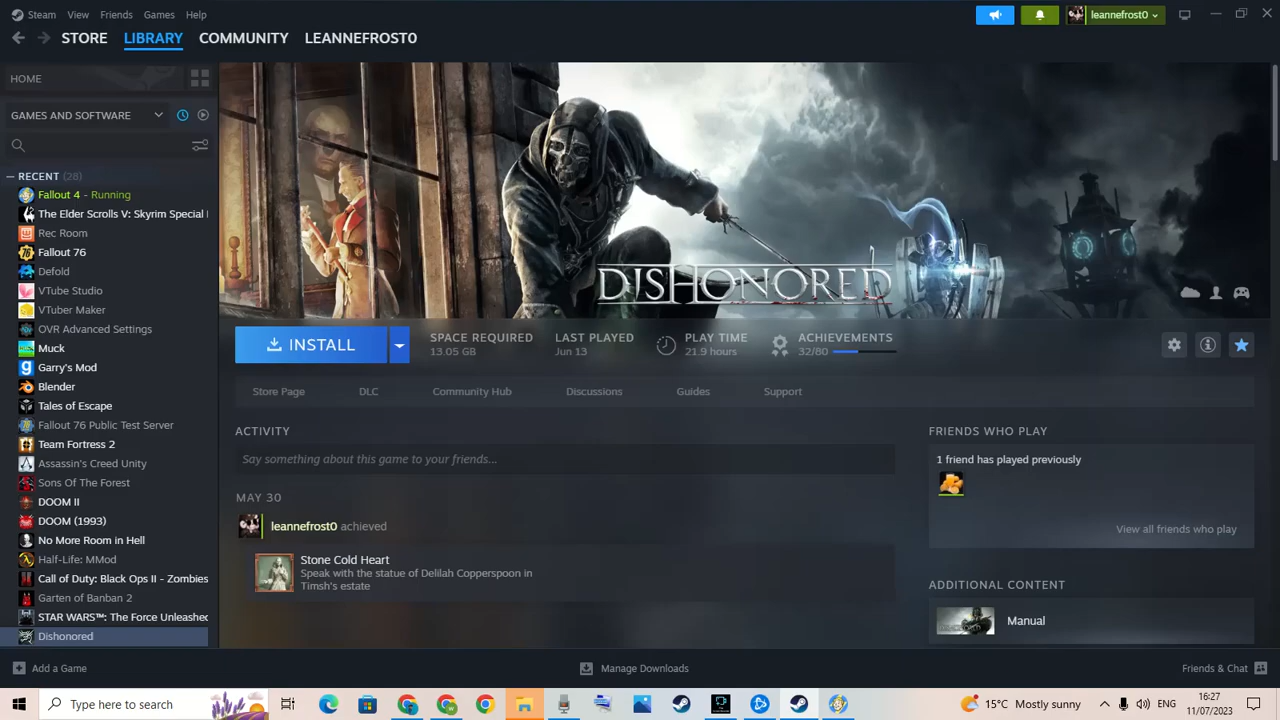 Steam View Friends Games Help
leannefrost0
STORE LIBRARY COMMUNITY LEANNEFROST0
HOME
GAMES AND SOFTWARE
RECENT (28)
Fallout 4 - Running
The Elder Scrolls V: Skyrim Special
Rec Room
Fallout 76
Defold
VTube Studio
VTuber Maker
OVR Advanced Settings
Muck
Garry's Mod
Blender
Tales of Escape
Fallout 76 Public Test Server
Team Fortress 2
Assassin's Creed Unity
Sons Of The Forest
DOOM II
DOOM (1993)
No More Room in Hell
Half-Life: MMod
Call of Duty: Black Ops II - Zombies
Garten of Banban 2
STAR WARS™: The Force Unleashed
Dishonored
DISHONORED
INSTALL
SPACE REQUIRED
13.05 GB
LAST PLAYED
Jun 13
PLAY TIME
21.9 hours
ACHIEVEMENTS
32/80
Store Page DLC Community Hub Discussions Guides Support
ACTIVITY
Say something about this game to your friends...
MAY 30
leannefrost0 achieved
Stone Cold Heart
Speak with the statue of Delilah Copperspoon in
Timsh's estate
FRIENDS WHO PLAY
1 friend has played previously
View all friends who play
ADDITIONAL CONTENT
Manual
Add a Game
Manage Downloads
Friends & Chat
Type here to search
15°C Mostly sunny
ENG
16:27
11/07/2023